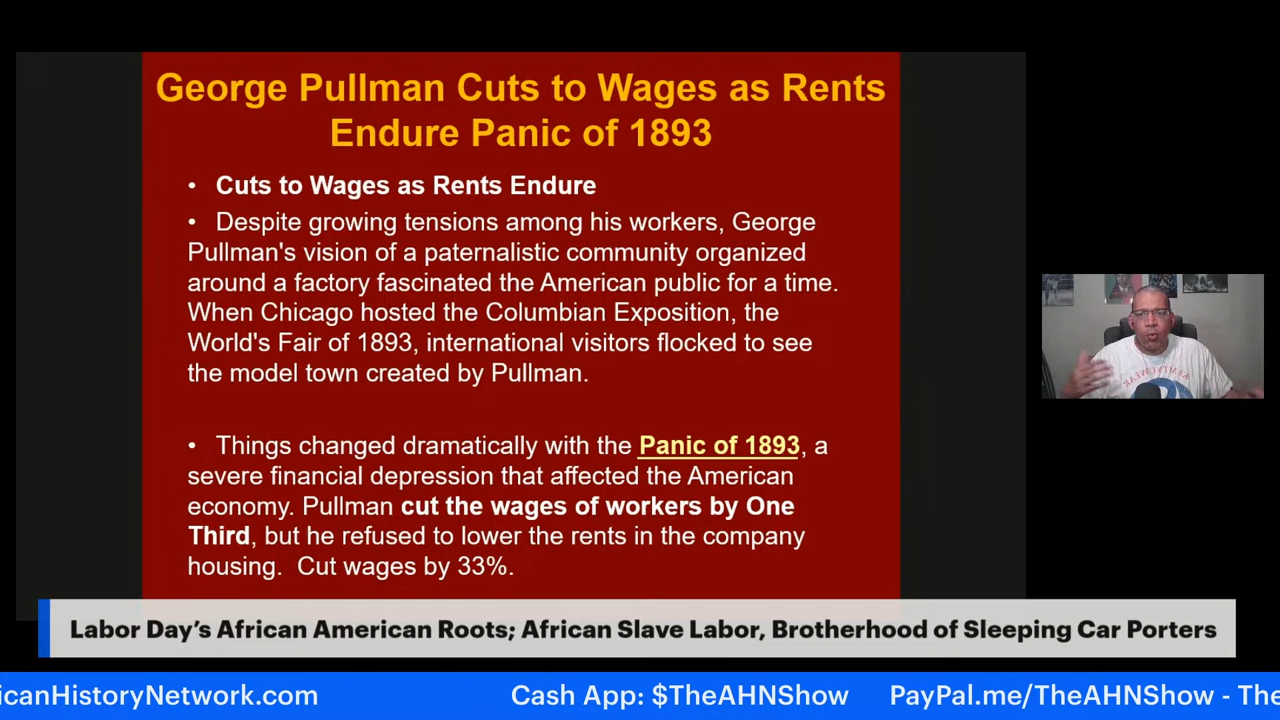 George Pullman Cuts to Wages as Rents
Endure Panic of 1893
• Cuts to Wages as Rents Endure
• Despite growing tensions among his workers, George
Pullman's vision of a paternalistic community organized
around a factory fascinated the American public for a time.
When Chicago hosted the Columbian Exposition, the
World's Fair of 1893, international visitors flocked to see
the model town created by Pullman.
• Things changed dramatically with the Panic of 1893, a
severe financial depression that affected the American
economy. Pullman cut the wages of workers by One
Third, but he refused to lower the rents in the company
housing. Cut wages by 33%.
Labor Day’s African American Roots; African Slave Labor, Brotherhood of Sleeping Car Porters
icanHistoryNetwork.com Cash App: $TheAHNShow PayPal.me/TheAHNShow - The